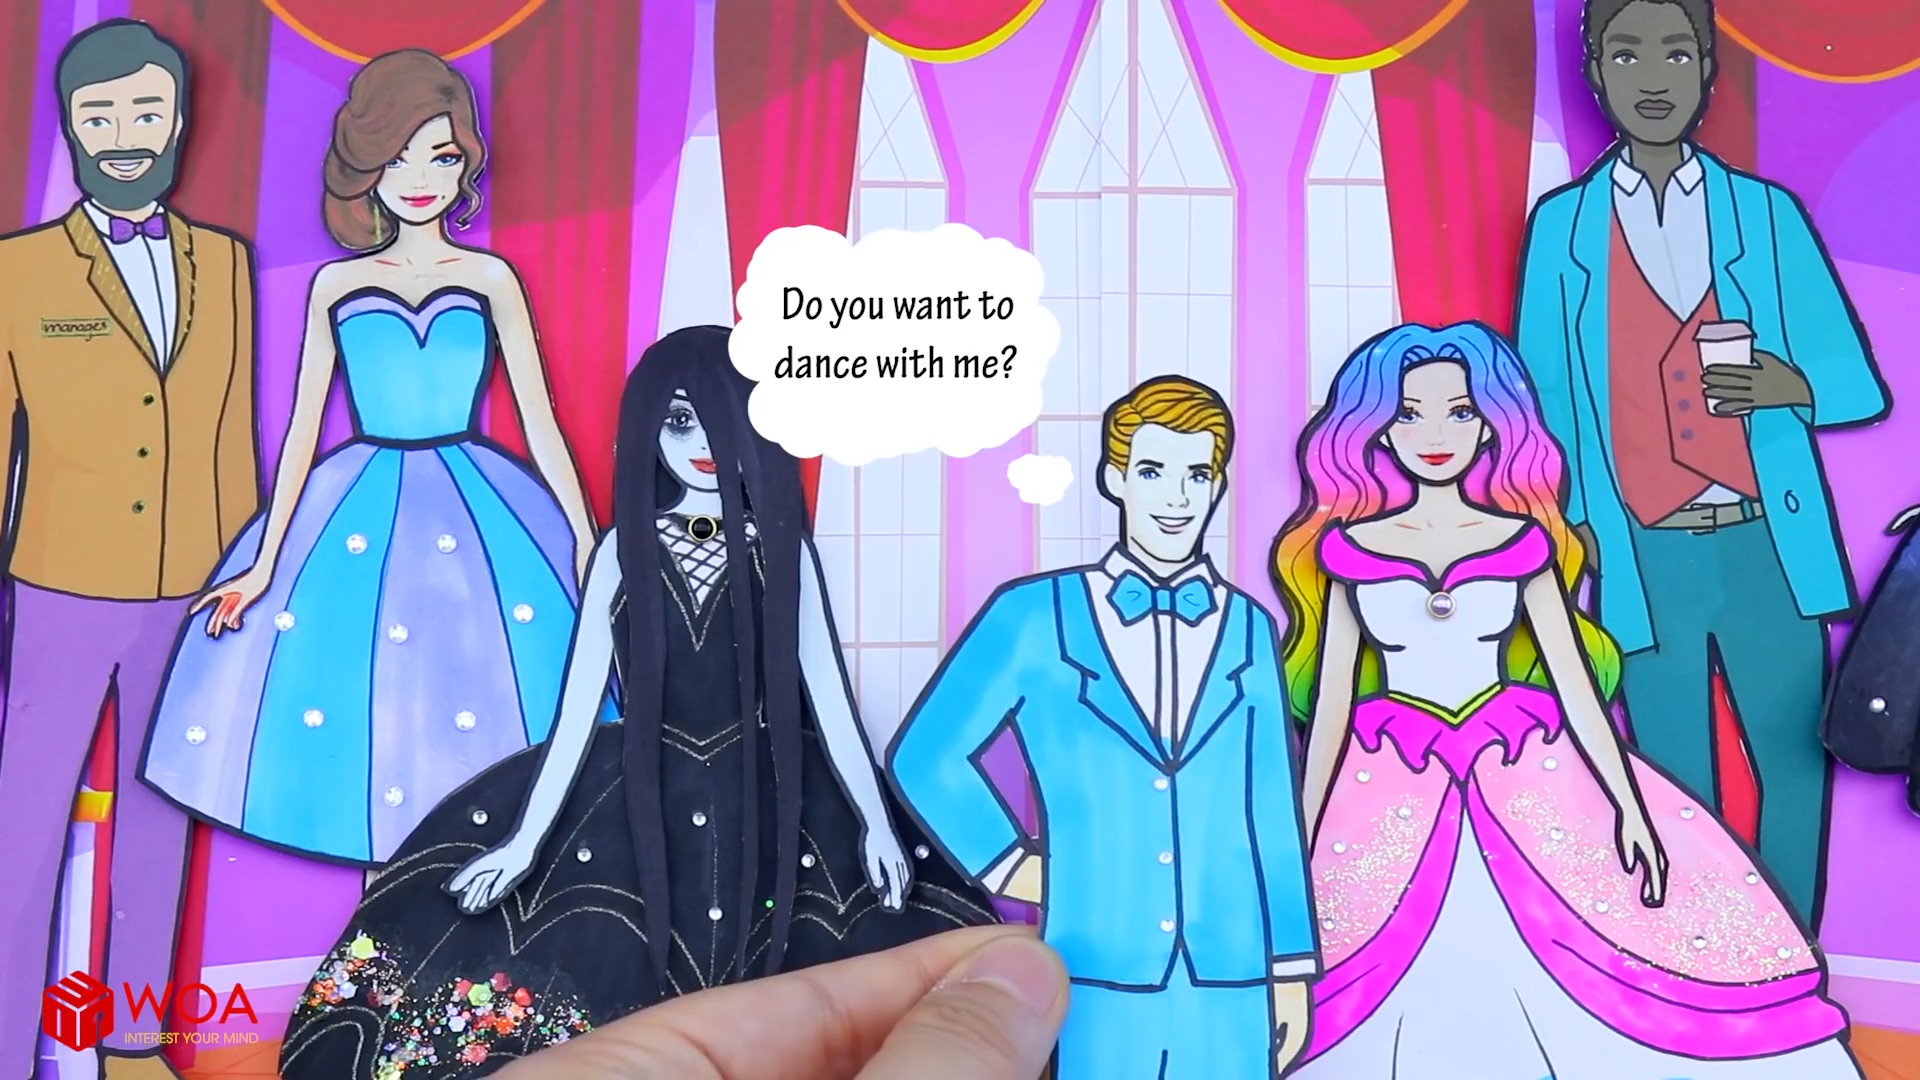 manager
Do you want to
dance with me?
WOA
INTEREST YOUR MIND